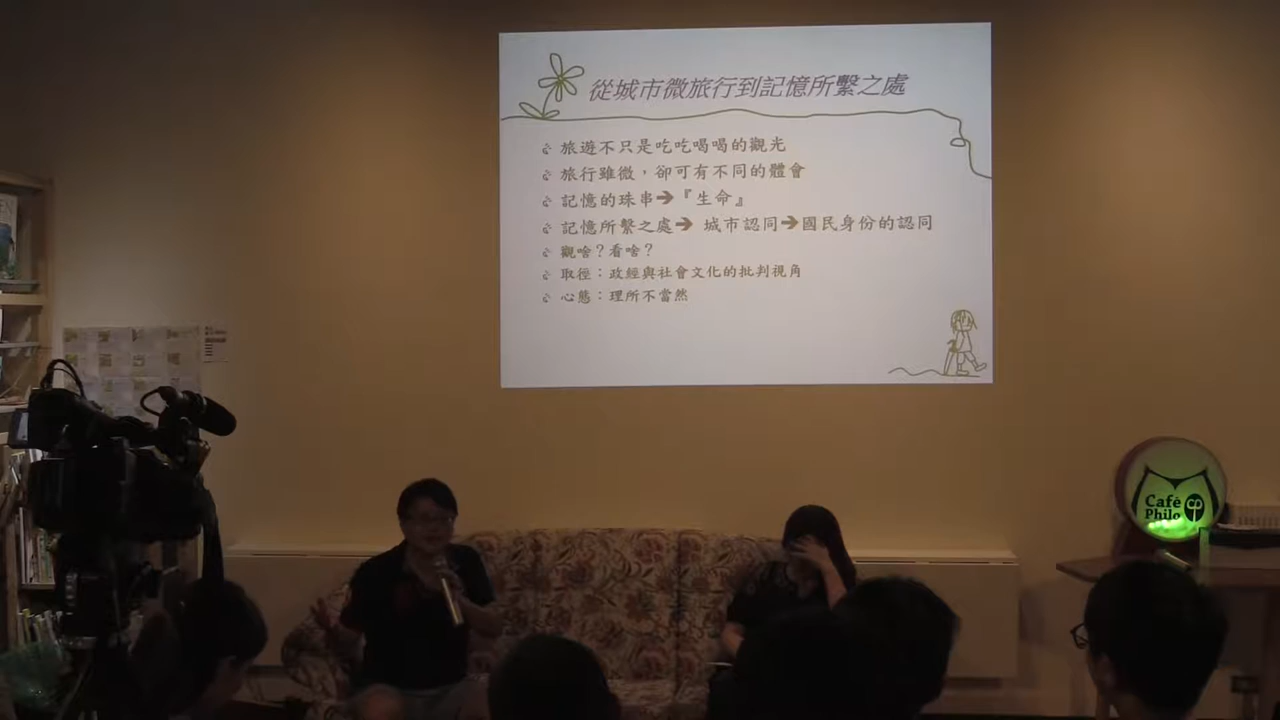 從城市微旅行到記憶所繫之處
旅遊不只是吃吃喝喝的觀光
旅行雖微，卻可有不同的體會
記憶的珠串➔『生命』
記憶所繫之處➔ 城市認同➔國民身份的認同
觀啥？看啥？
取徑：政經與社會文化的批判視角
心態：理所不當然
Café
Philo